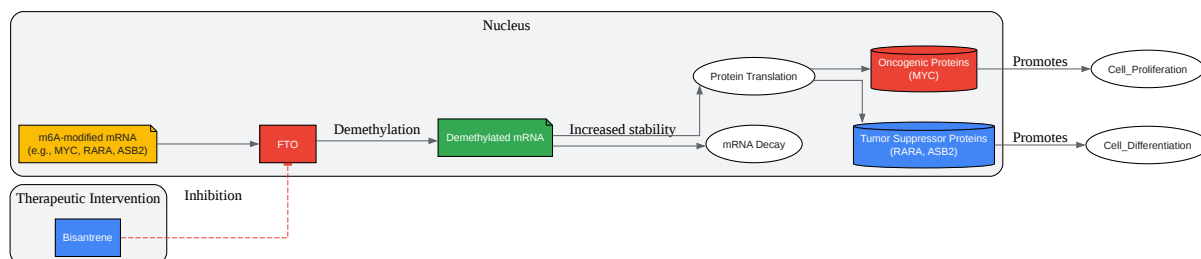 Nucleus
Oncogenic Proteins
(MYC)
Promotes
Cell_Proliferation
Protein Translation
m6A-modified mRNA
(e.g., MYC, RARA, ASB2)
FTO
Demethylation
Demethylated mRNA
Increased stability
mRNA Decay
Tumor Suppressor Proteins
(RARA, ASB2)
Promotes
Cell_Differentiation
Therapeutic Intervention
Inhibition
Bisantrene